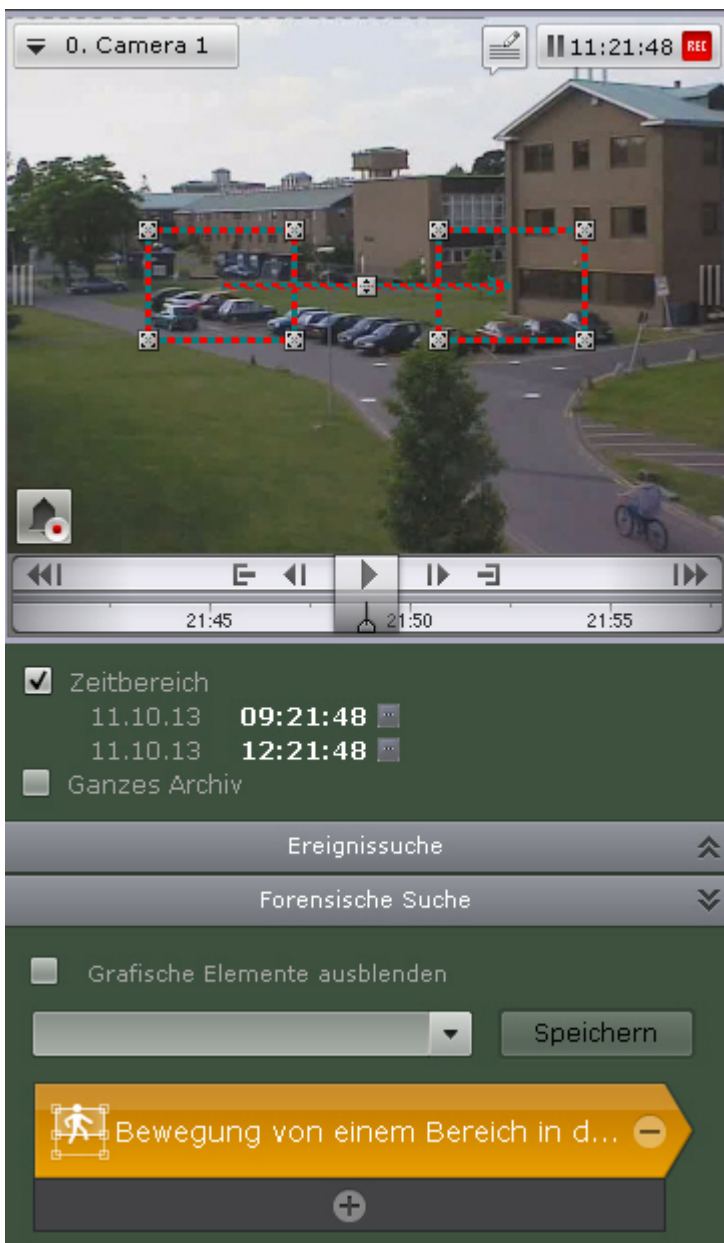 0. Camera 1
11:21:48 REC
21:45 21:50 21:55
Zeitbereich
11.10.13 09:21:48
11.10.13 12:21:48
Ganzes Archiv
Ereignissuche
Forensische Suche
Grafische Elemente ausblenden
Speichern
Bewegung von einem Bereich in d...